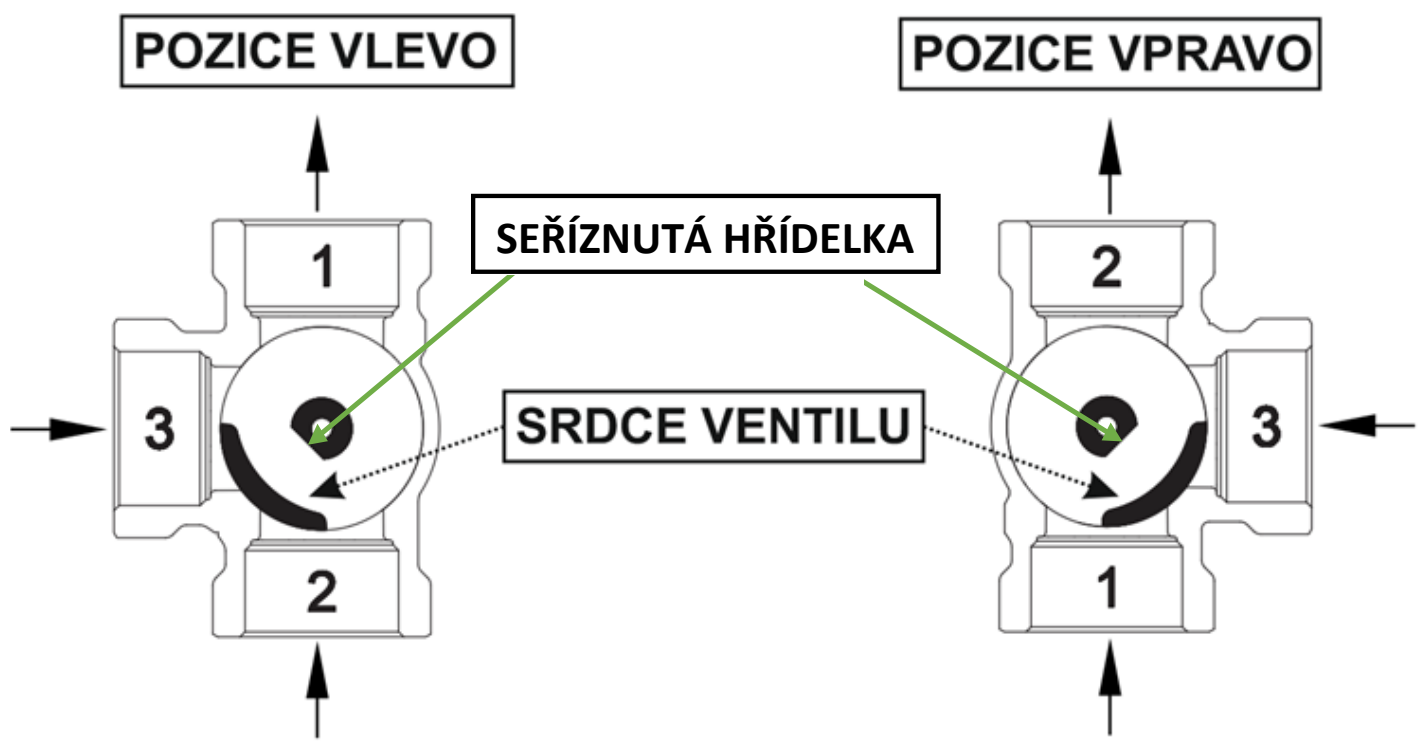 POZICE VLEVO
POZICE VPRAVO
SEŘÍZNUTÁ HŘÍDELKA
1
2
3
SRDCE VENTILU
3
2
1